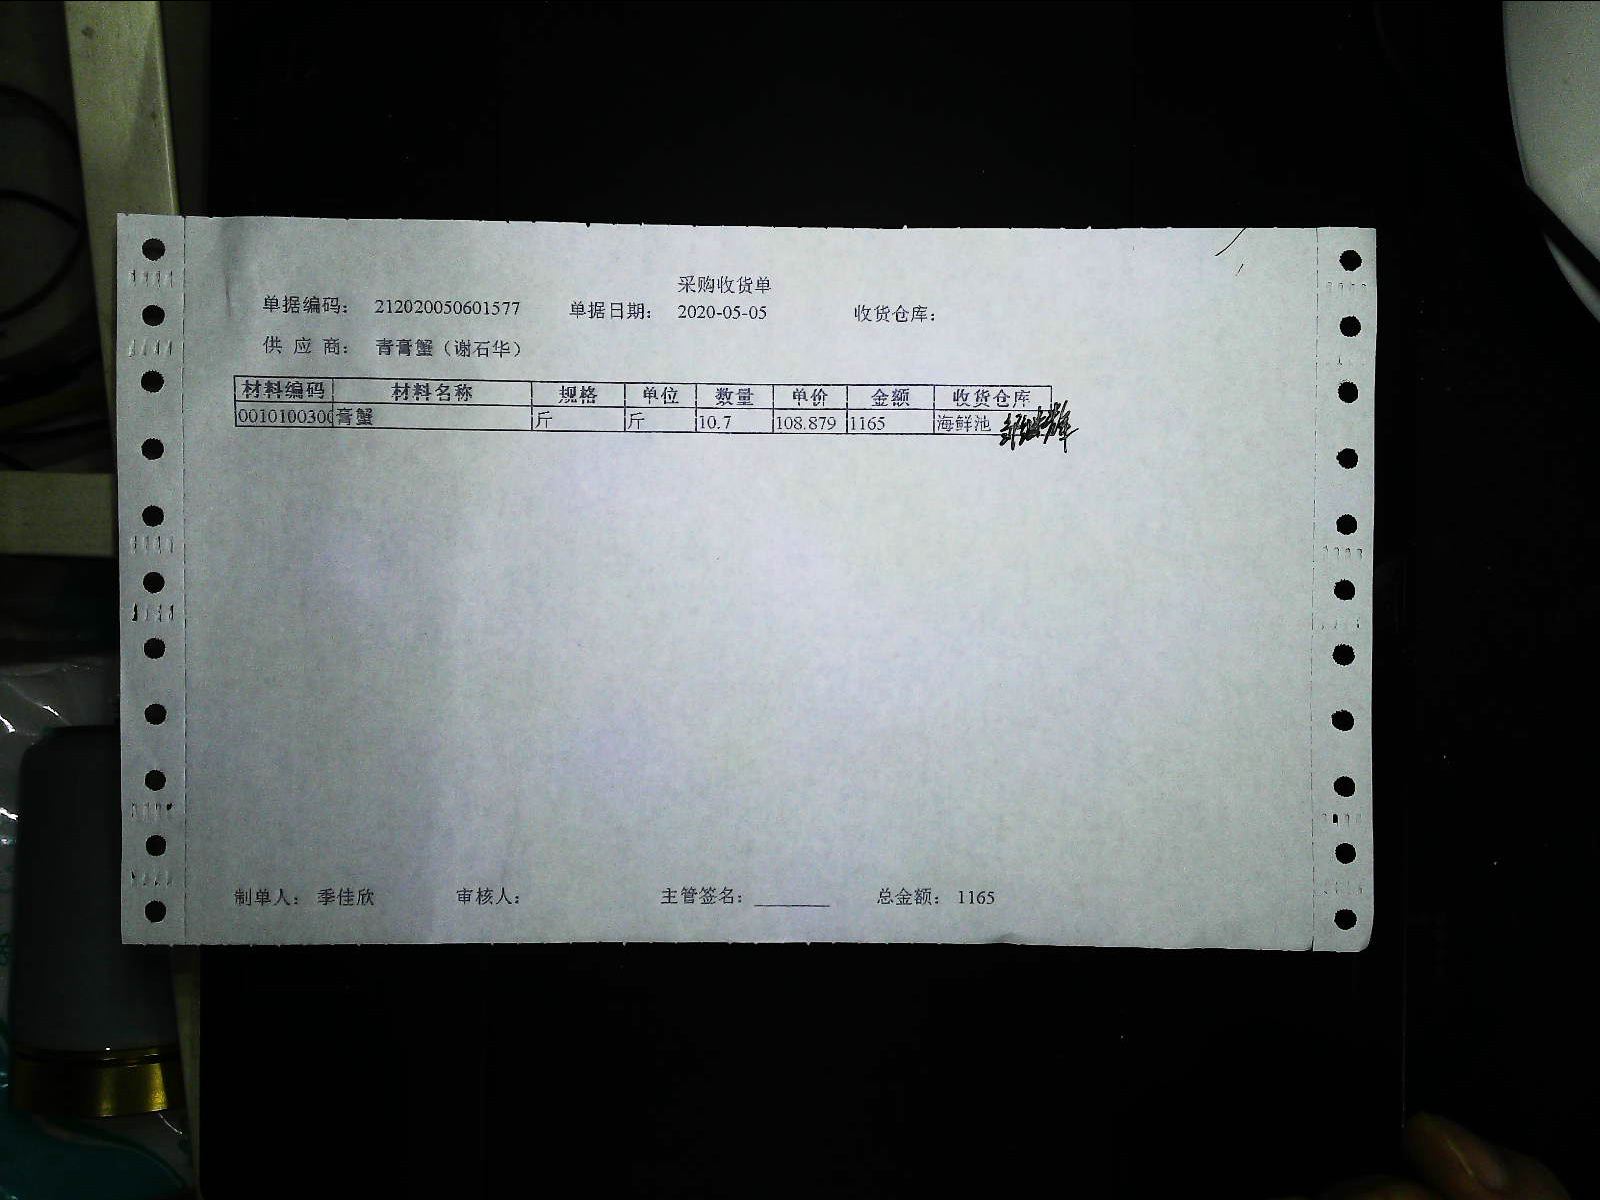 采购收货单
单据编码： 212020050601577 单据日期： 2020-05-05 收货仓库：
供 应 商： 青膏蟹（谢石华）
材料编码 材料名称 规格 单位 数量 单价 金额 收货仓库
0010100300 膏蟹 斤 斤 10.7 108.879 1165 海鲜池
制单人： 季佳欣 审核人： 主管签名：________ 总金额： 1165